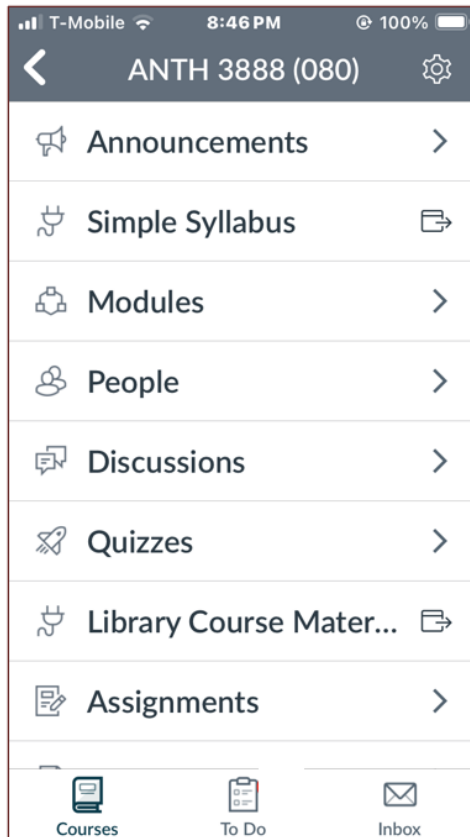 T-Mobile 8:46 PM 100%
ANTH 3888 (080)
Announcements
Simple Syllabus
Modules
People
Discussions
Quizzes
Library Course Mater...
Assignments
Courses To Do Inbox